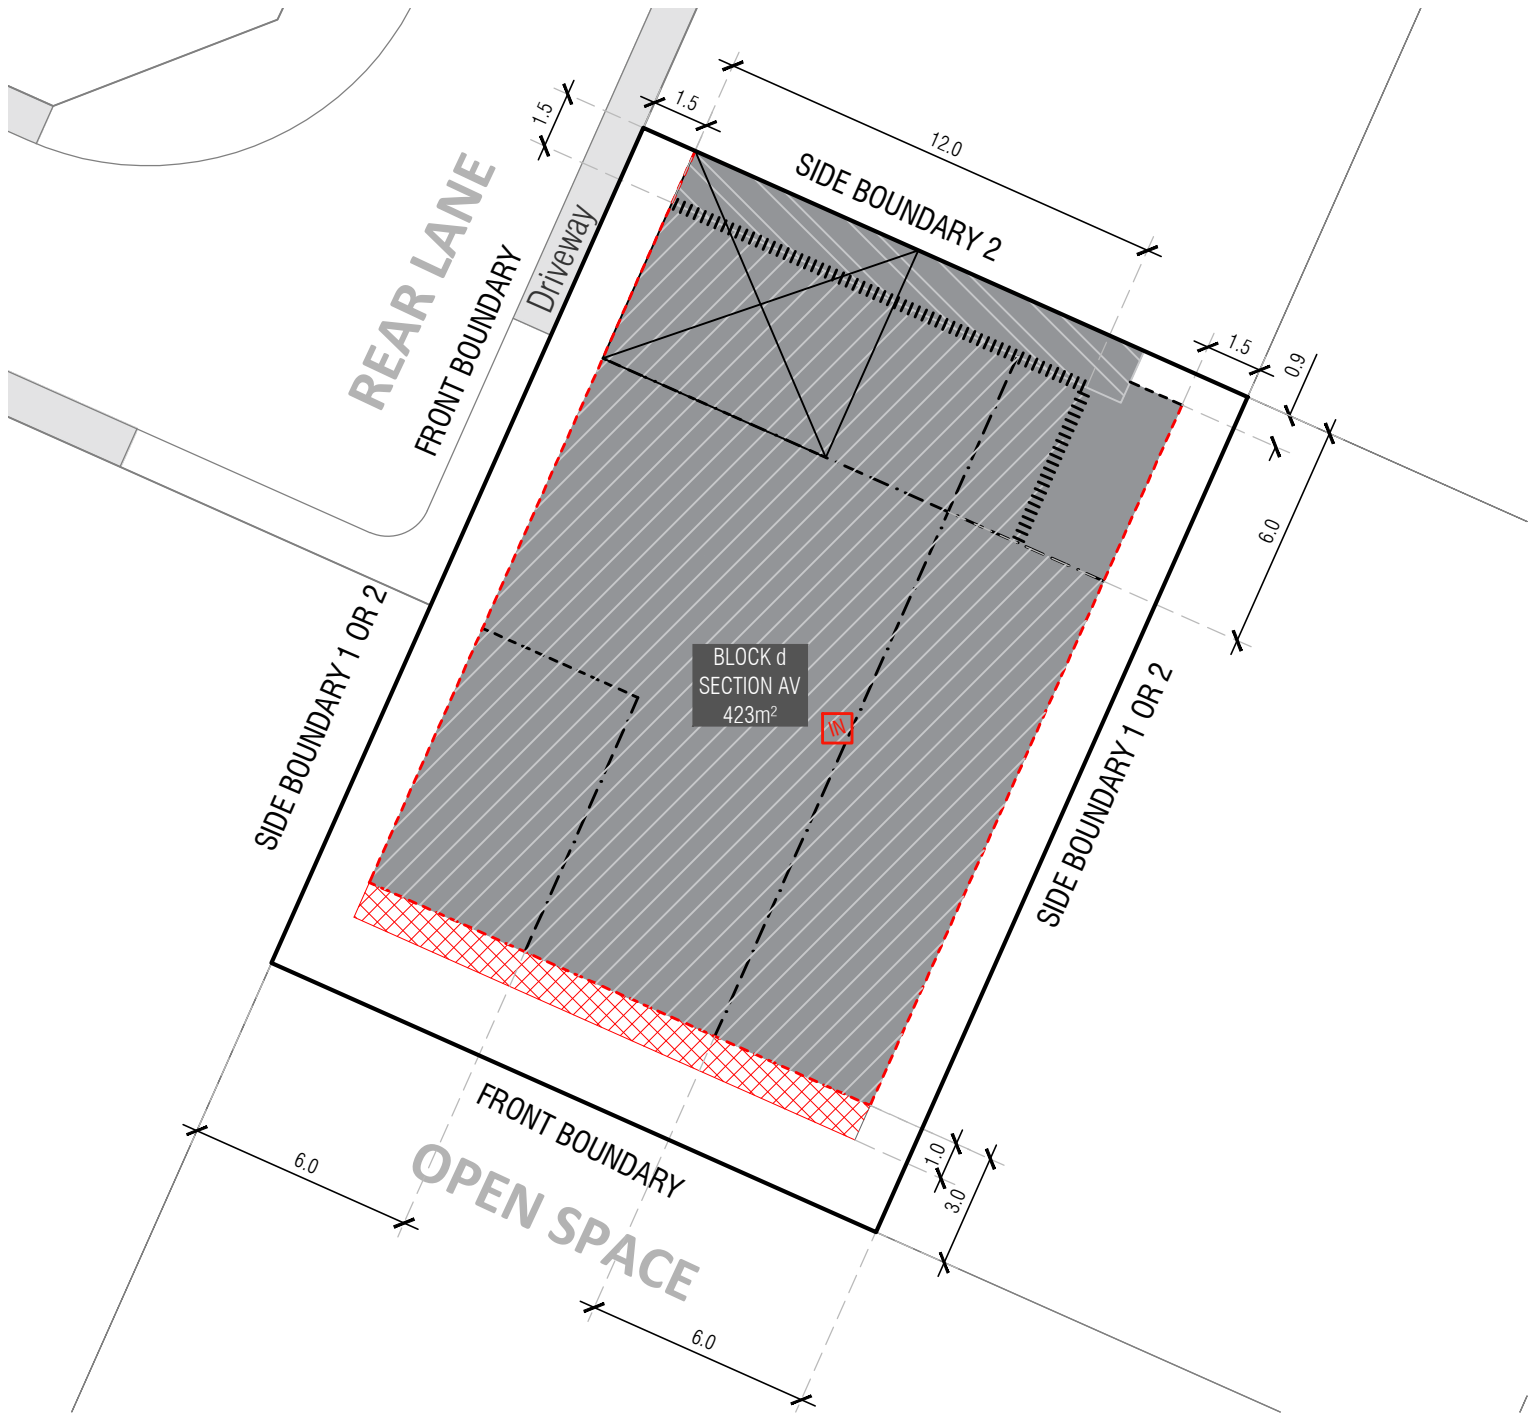 1.5
1.5
12.0
SIDE BOUNDARY 2
REAR LANE
FRONT BOUNDARY
Driveway
1.5
0.9
6.0
SIDE BOUNDARY 1 OR 2
BLOCK d
SECTION AV
423m²
IN
SIDE BOUNDARY 1 OR 2
FRONT BOUNDARY
OPEN SPACE
1.0
3.0
6.0
6.0